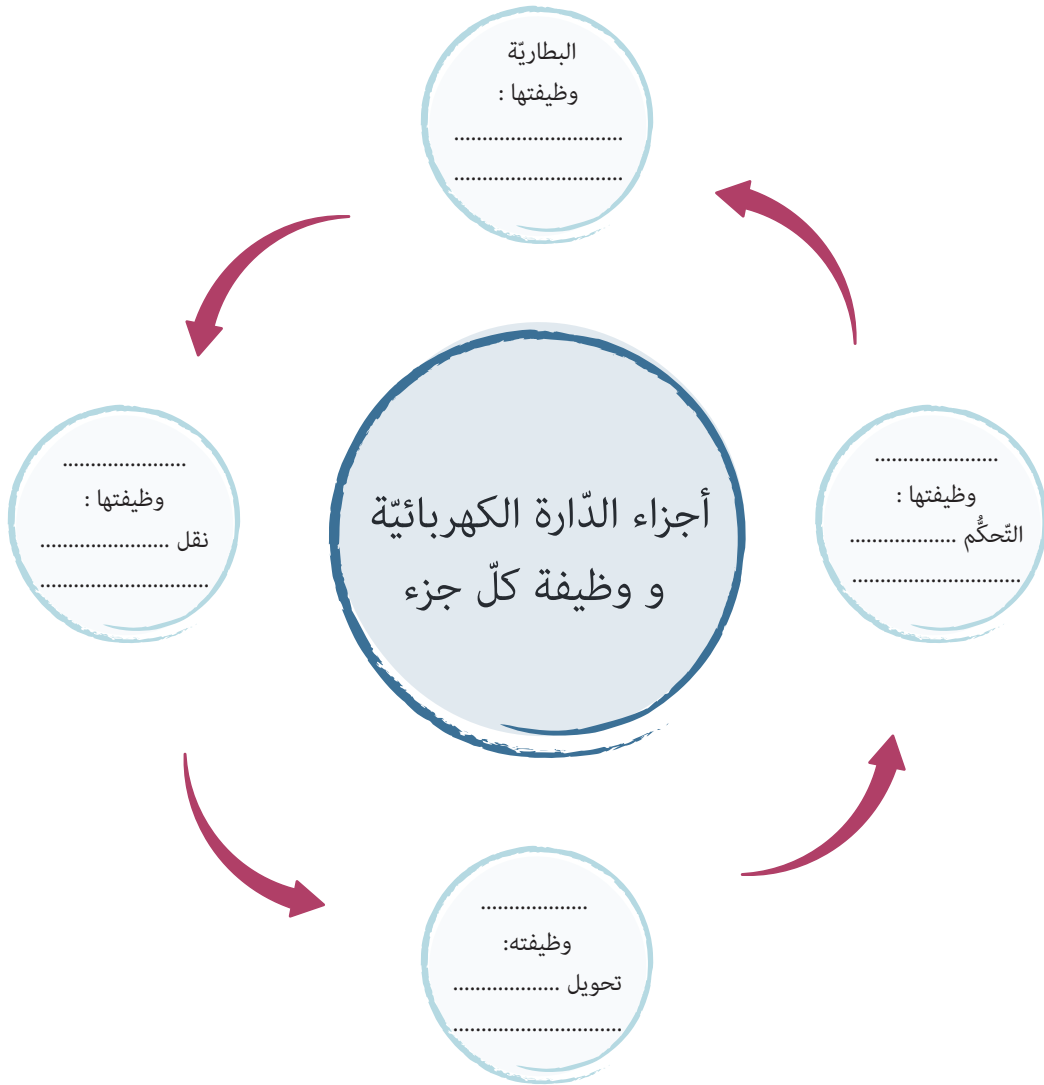 البطاريّة
وظيفتها :
..............................
..............................
......................
وظيفتها :
التّحكُّم ...................
..............................
أجزاء الدّارة الكهربائيّة
و وظيفة كلّ جزء
......................
وظيفتها :
نقل .......................
..............................
...................
وظيفته:
تحويل ...................
..............................